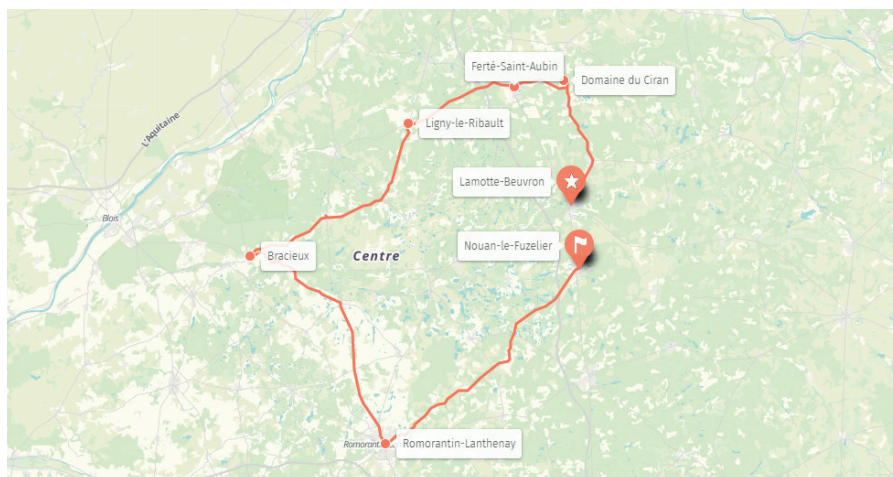 Ferté-Saint-Aubin
Domaine du Ciran
L'Aquitaine
Ligny-le-Ribault
Lamotte-Beuvron
Blois
Nouan-le-Fuzelier
Bracieux
Centre
Romorant
Romorantin-Lanthenay